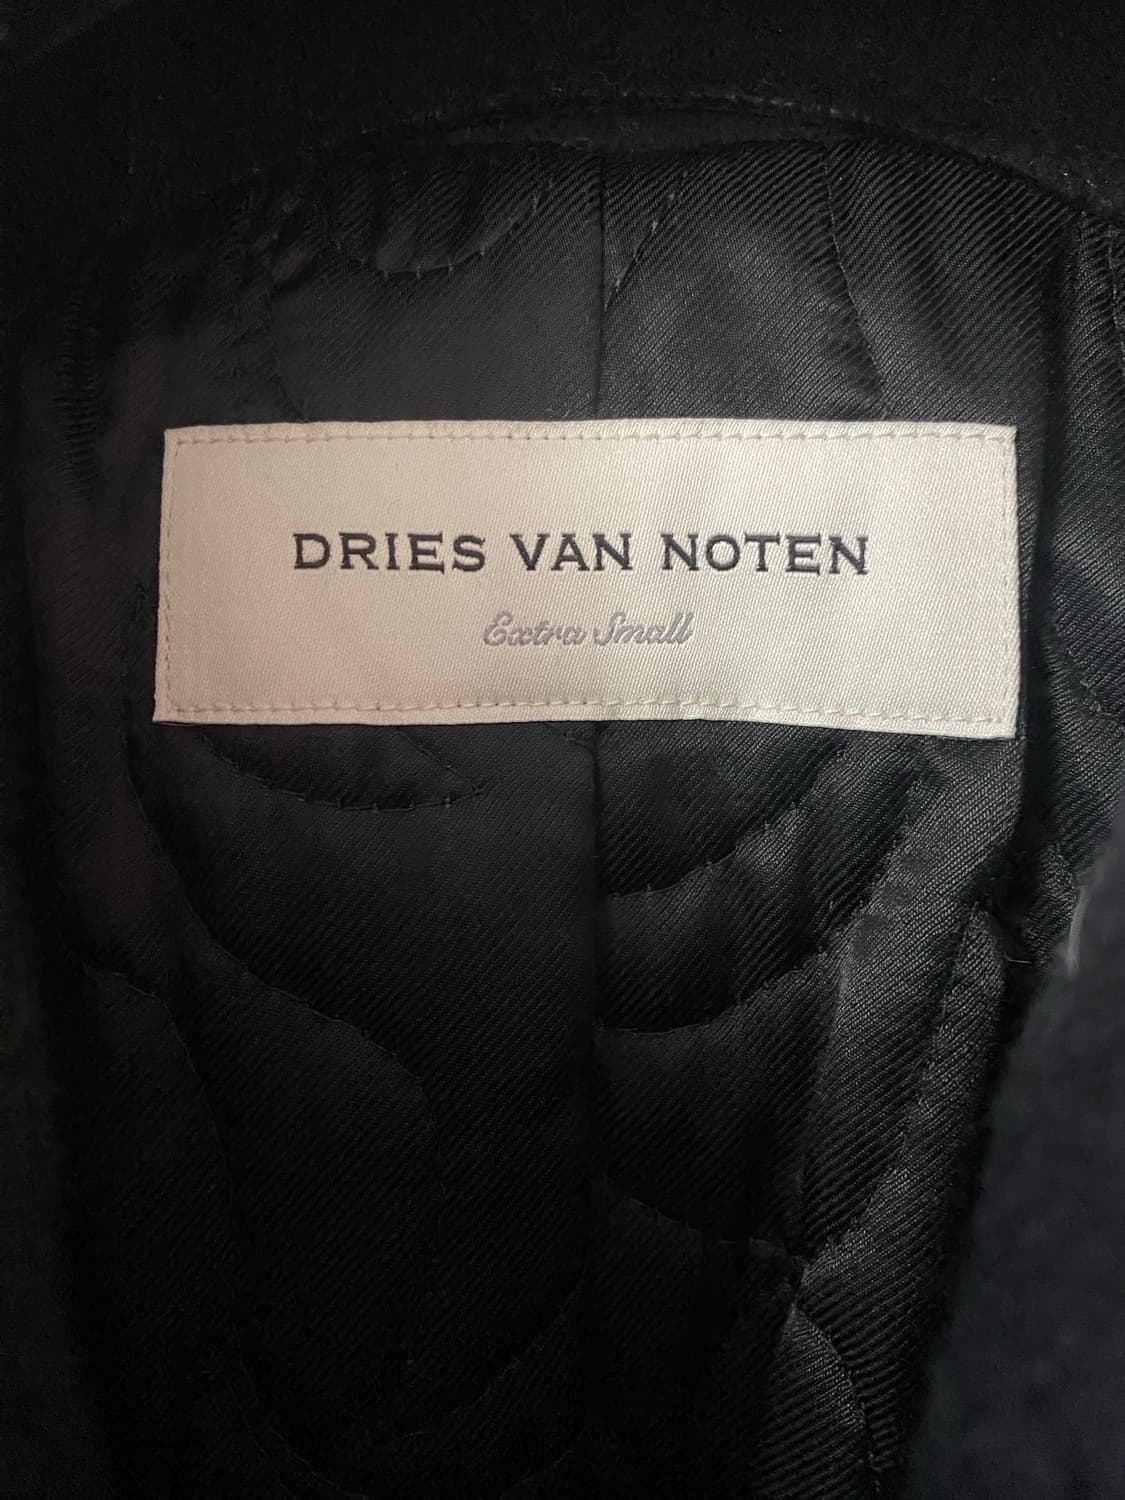 DRIES VAN NOTEN
Extra Small